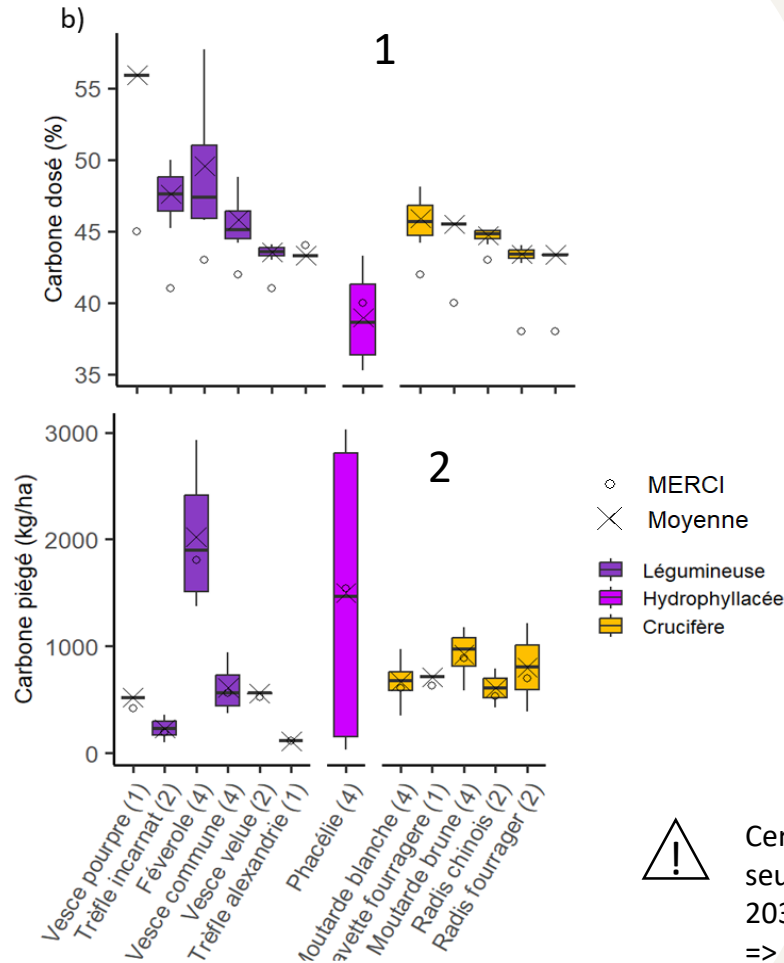 b)
1
Carbone dosé (%)
55
50
45
40
35
2
Carbone piégé (kg/ha)
3000
2000
1000
0
MERCI
Moyenne
Légumineuse
Hydrophyllacée
Crucifère
Vesce pourpre (1)
Trèfle incarnat (2)
Féverole (4)
Vesce commune (4)
Vesce velue (2)
Trèfle alexandrie (1)
Phacélie (4)
Moutarde blanche (4)
avette fourragere (1)
Moutarde brune (4)
Radis chinois (2)
Radis fourrager (2)
!
Cer
seu
203
=>